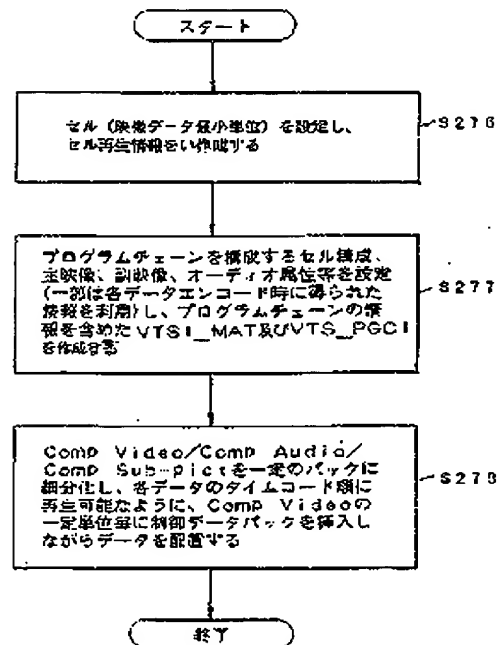 スタート
セル(映像データ最小単位)を設定し、
セル再生情報をい作成する
S276
プログラムチェーンを構成するセル構成、
主映像、副映像、オーディオ属性等を設定
(一部は各データエンコード時に得られた
情報を利用)し、プログラムチェーンの情
報を含めたVTSI_MAT及びVTS_PGCI
を作成する
S277
Comp Video/Comp Audio/
Comp Sub-pictを一定のパックに
細分化し、各データのタイムコード順に
再生可能なように、Comp Videoの
一定単位毎に制御データパックを挿入し
ながらデータを配置する
S278
終了